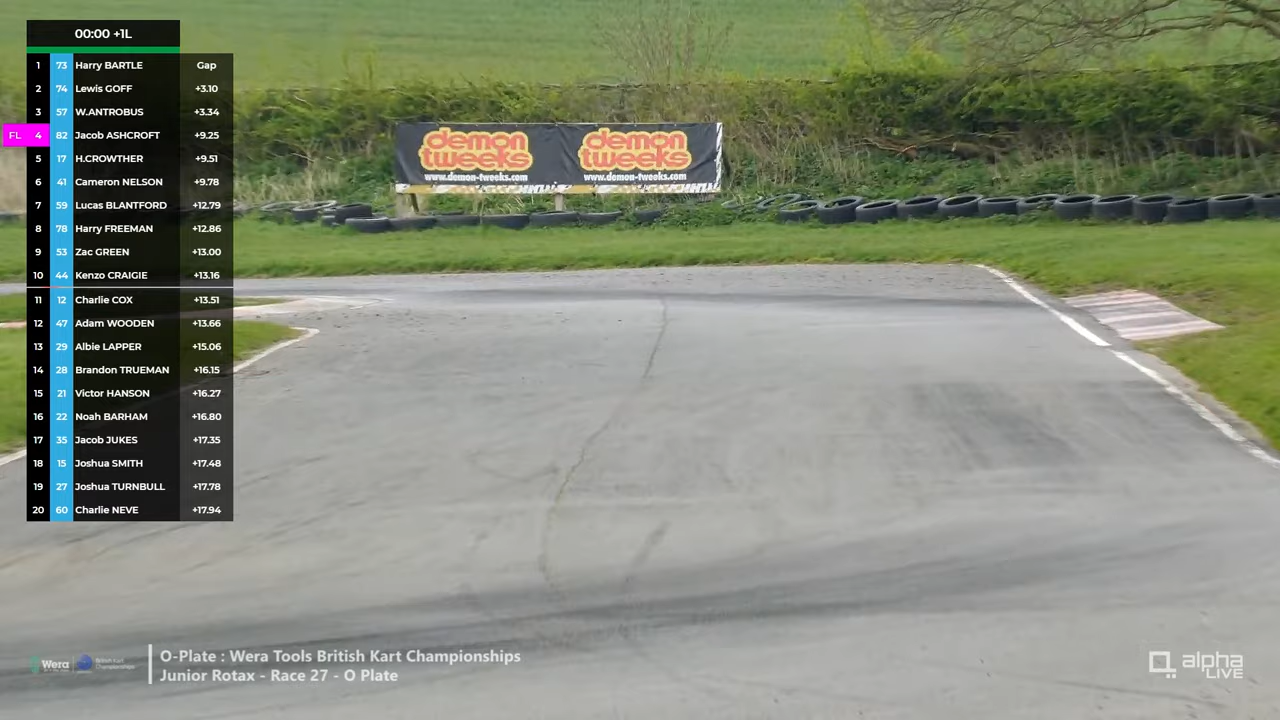 00:00 +1L
1 73 Harry BARTLE Gap
2 74 Lewis GOFF +3.10
3 57 W.ANTROBUS +3.34
FL 4 82 Jacob ASHCROFT +9.25
5 17 H.CROWTHER +9.51
6 41 Cameron NELSON +9.78
7 59 Lucas BLANTFORD +12.79
8 78 Harry FREEMAN +12.86
9 53 Zac GREEN +13.00
10 44 Kenzo CRAIGIE +13.16
11 12 Charlie COX +13.51
12 47 Adam WOODEN +13.66
13 29 Albie LAPPER +15.06
14 28 Brandon TRUEMAN +16.15
15 21 Victor HANSON +16.27
16 22 Noah BARHAM +16.80
17 35 Jacob JUKES +17.35
18 15 Joshua SMITH +17.48
19 27 Joshua TURNBULL +17.78
20 60 Charlie NEVE +17.94
demon tweeks
www.demon-tweeks.com
demon tweeks
www.demon-tweeks.com
Wera
British Kart Championships
O-Plate : Wera Tools British Kart Championships
Junior Rotax - Race 27 - O Plate
alpha
LIVE